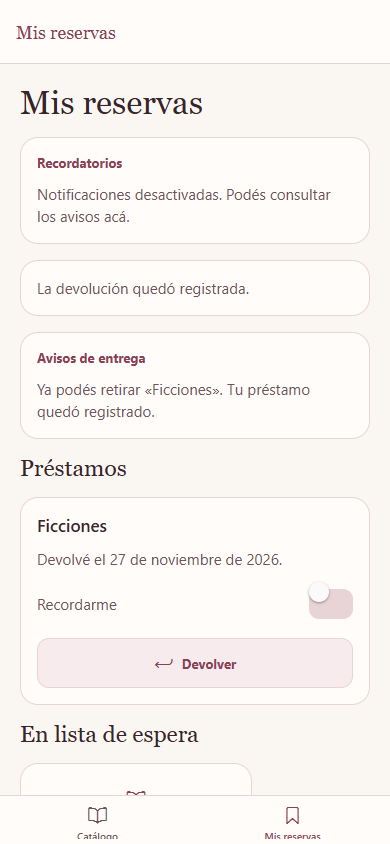 Mis reservas
Mis reservas
Recordatorios
Notificaciones desactivadas. Podés consultar
los avisos acá.
La devolución quedó registrada.
Avisos de entrega
Ya podés retirar «Ficciones». Tu préstamo
quedó registrado.
Préstamos
Ficciones
Devolvé el 27 de noviembre de 2026.
Recordarme
Devolver
En lista de espera
Catálogo
Mis reservas